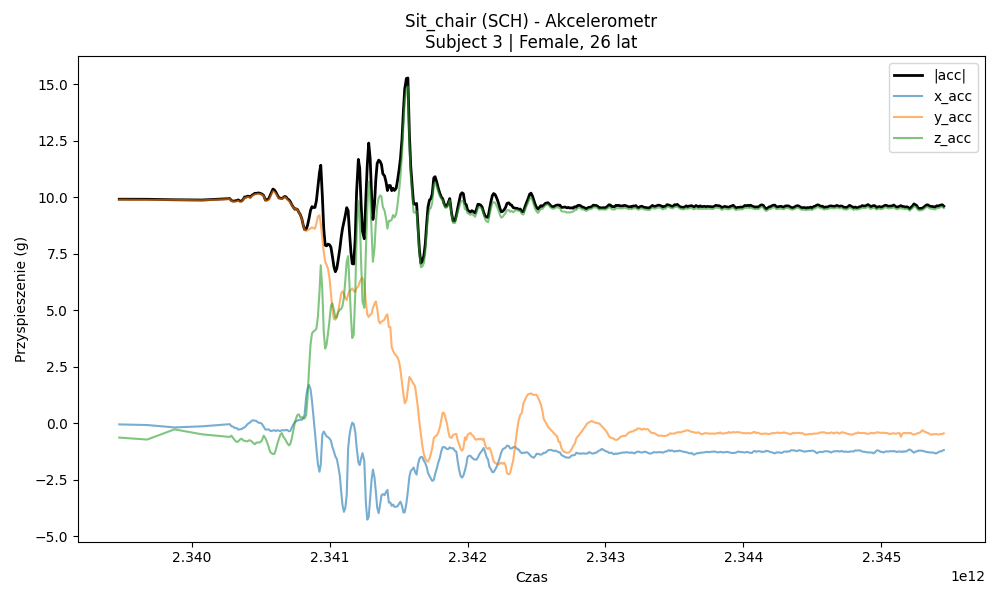 Sit_chair (SCH) - Akcelerometr
Subject 3 | Female, 26 lat
|acc|
x_acc
y_acc
z_acc
Przyspieszenie (g)
15.0
12.5
10.0
7.5
5.0
2.5
0.0
−2.5
−5.0
2.340
2.341
2.342
2.343
2.344
2.345
1e12
Czas